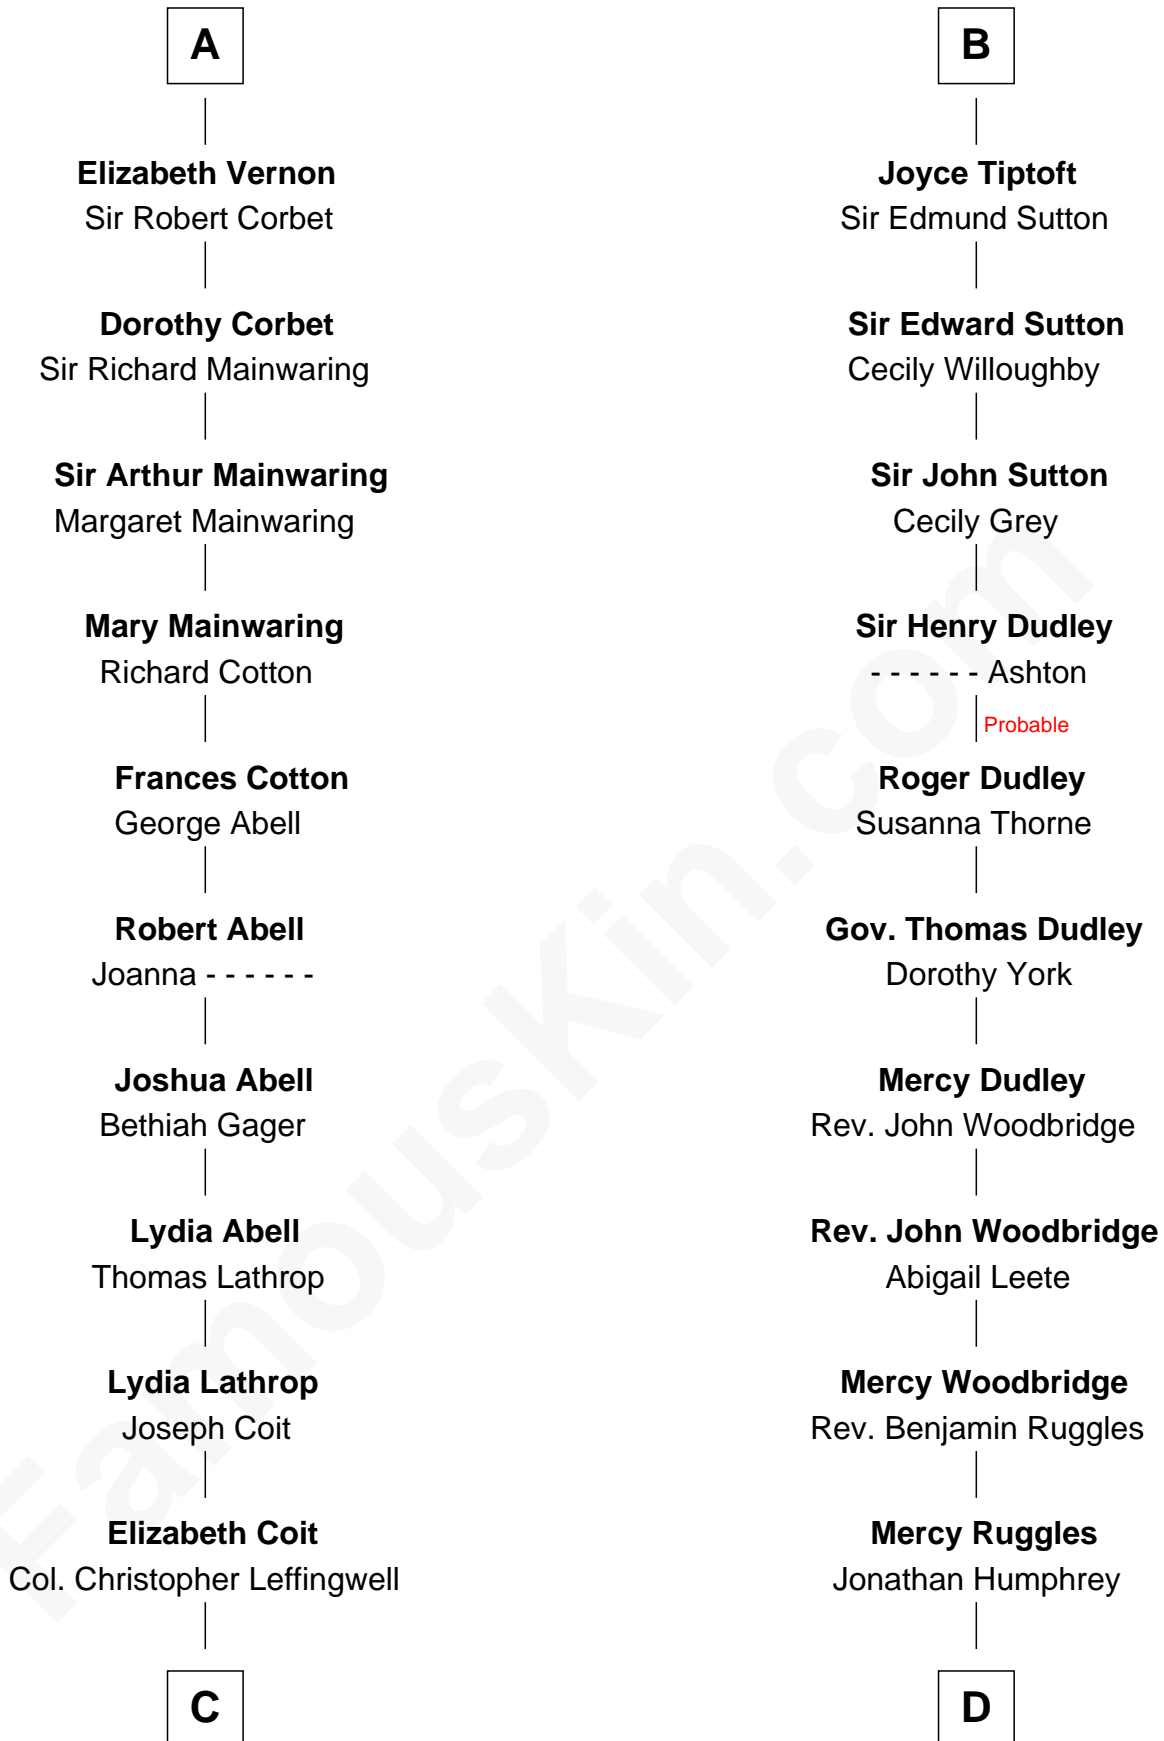 A
Elizabeth Vernon
Sir Robert Corbet
Dorothy Corbet
Sir Richard Mainwaring
Sir Arthur Mainwaring
Margaret Mainwaring
Mary Mainwaring
Richard Cotton
Frances Cotton
George Abell
Robert Abell
Joanna - - - - - -
Joshua Abell
Bethiah Gager
Lydia Abell
Thomas Lathrop
Lydia Lathrop
Joseph Coit
Elizabeth Coit
Col. Christopher Leffingwell
C
B
Joyce Tiptoft
Sir Edmund Sutton
Sir Edward Sutton
Cecily Willoughby
Sir John Sutton
Cecily Grey
Sir Henry Dudley
- - - - - - Ashton
Probable
Roger Dudley
Susanna Thorne
Gov. Thomas Dudley
Dorothy York
Mercy Dudley
Rev. John Woodbridge
Rev. John Woodbridge
Abigail Leete
Mercy Woodbridge
Rev. Benjamin Ruggles
Mercy Ruggles
Jonathan Humphrey
D
FamousKin.com